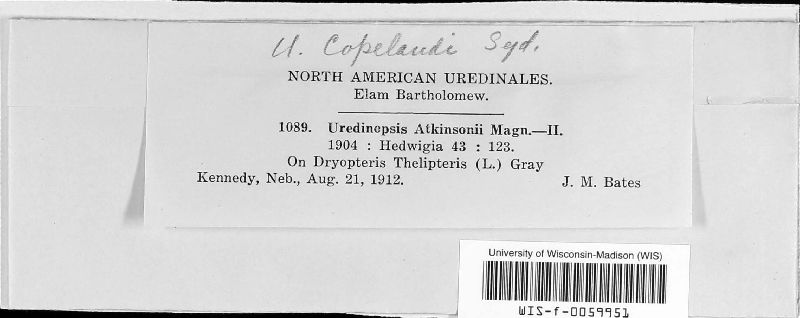 U. Copelandi Syd.
NORTH AMERICAN UREDINALES.
Elam Bartholomew.
1089. Uredinopsis Atkinsonii Magn.—II.
1904 : Hedwigia 43 : 123.
On Dryopteris Thelipteris (L.) Gray
Kennedy, Neb., Aug. 21, 1912. J. M. Bates
University of Wisconsin-Madison (WIS)
WIS-f-0059951